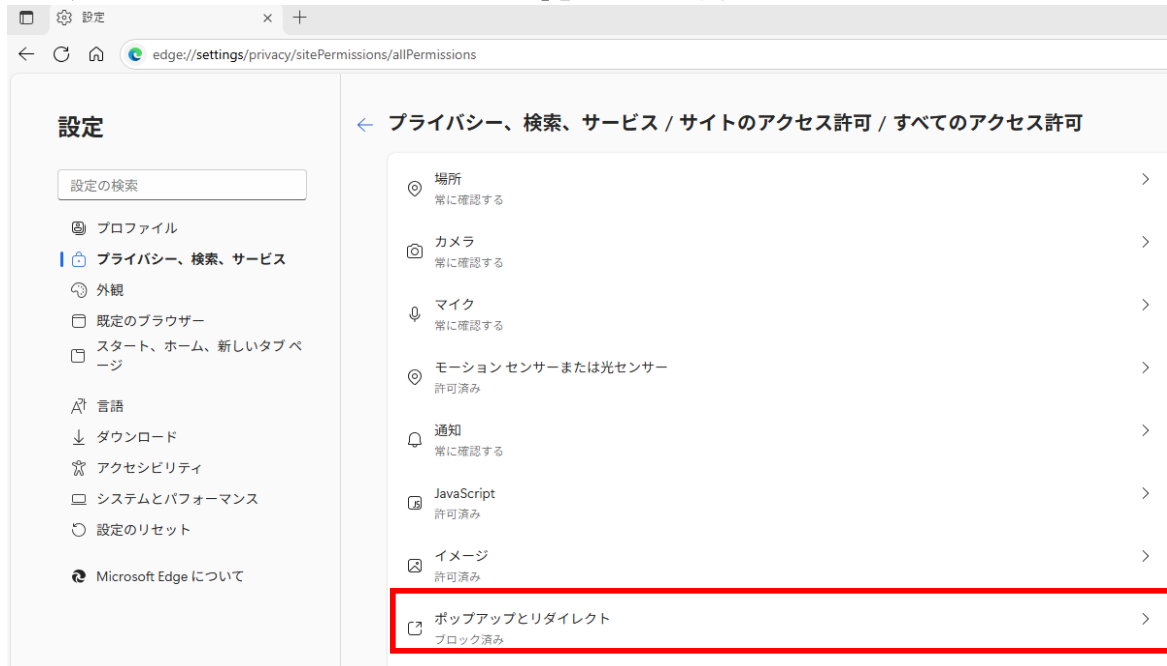 設定
edge://settings/privacy/sitePermissions/allPermissions
設定
設定の検索
プロファイル
プライバシー、検索、サービス
外観
既定のブラウザー
スタート、ホーム、新しいタブ ペ
ージ
言語
ダウンロード
アクセシビリティ
システムとパフォーマンス
設定のリセット
Microsoft Edge について
プライバシー、検索、サービス / サイトのアクセス許可 / すべてのアクセス許可
場所
常に確認する
カメラ
常に確認する
マイク
常に確認する
モーション センサーまたは光センサー
許可済み
通知
常に確認する
JavaScript
許可済み
イメージ
許可済み
ポップアップとリダイレクト
ブロック済み